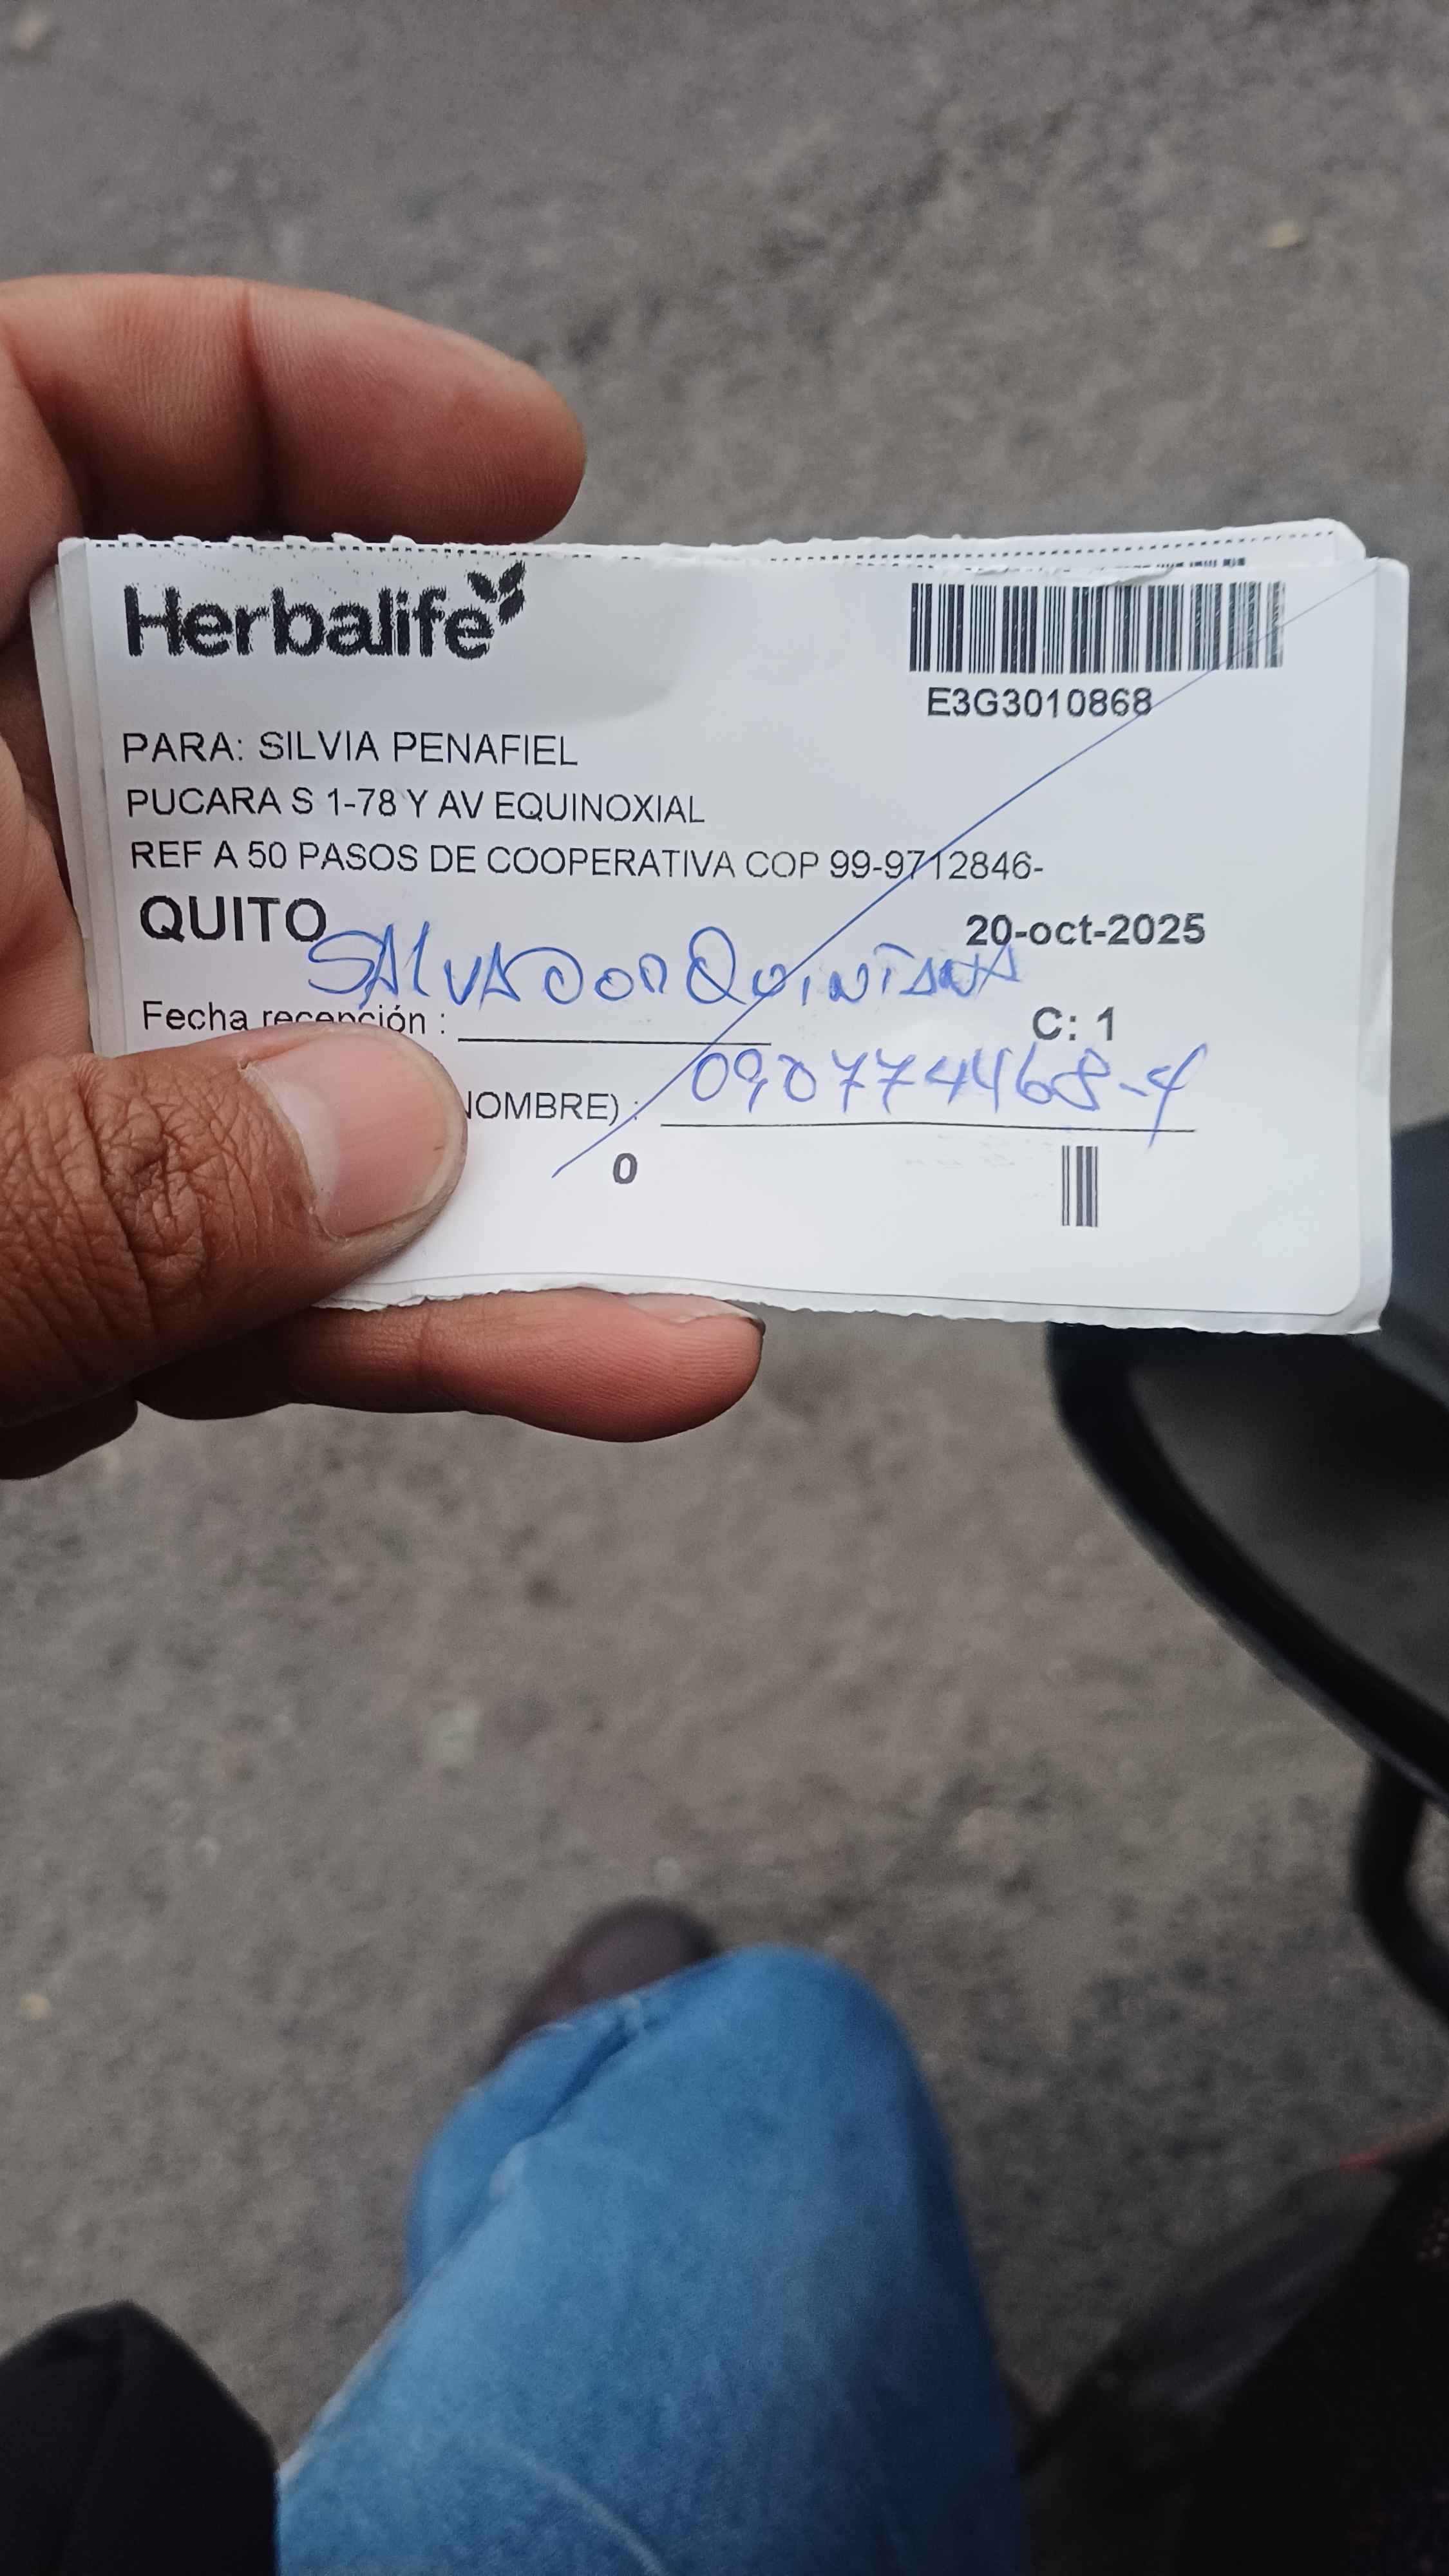 Herbalife
E3G3010868
PARA: SILVIA PENAFIEL
PUCARA S 1-78 Y AV EQUINOXIAL
REF A 50 PASOS DE COOPERATIVA COP 99-9712846-
QUITO
20-oct-2025
SALVADOR QUINTANA
Fecha recepción :
C: 1
NOMBRE) : 090774468-4
0